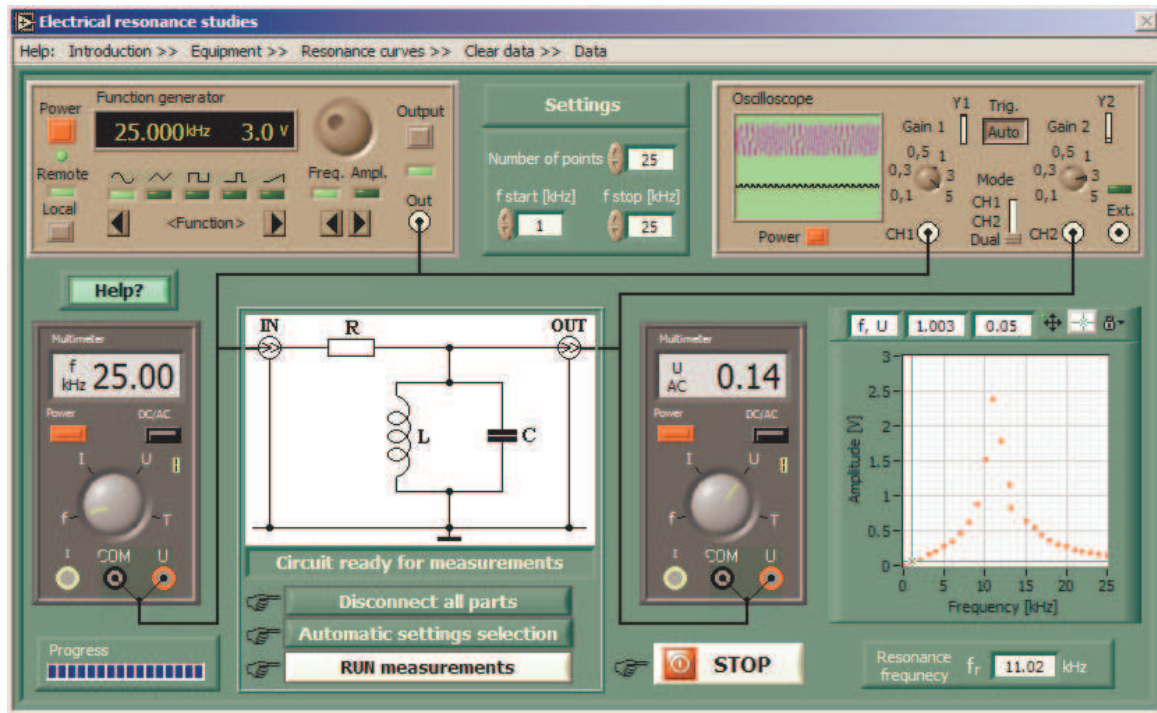 Electrical resonance studies
Help: Introduction >> Equipment >> Resonance curves >> Clear data >> Data
Function generator
Power
25.000kHz 3.0 V
Output
Remote
Freq. Ampl.
Local
<Function>
Out
Settings
Number of points 25
f start [kHz] f stop [kHz]
1 25
Oscilloscope
Y1 Trig. Y2
Gain 1 Auto Gain 2
0,5 1 0,5 1
0,3 3 Mode 0,3 3
0,1 5 CH1 0,1 5
CH2 Ext.
Power CH1 Dual CH2
Help?
Multimeter
f kHz 25.00
Power DC/AC
I U
f T
I COM U
IN R OUT
L C
Circuit ready for measurements
Disconnect all parts
Automatic settings selection
RUN measurements
Multimeter
U AC 0.14
Power DC/AC
I U
f T
I COM U
STOP
f, U 1.003 0.05
Amplitude [V]
3
2.5
2
1.5
1
0.5
0
0 5 10 15 20 25
Frequency [kHz]
Progress
Resonance frequnecy fr 11.02 kHz